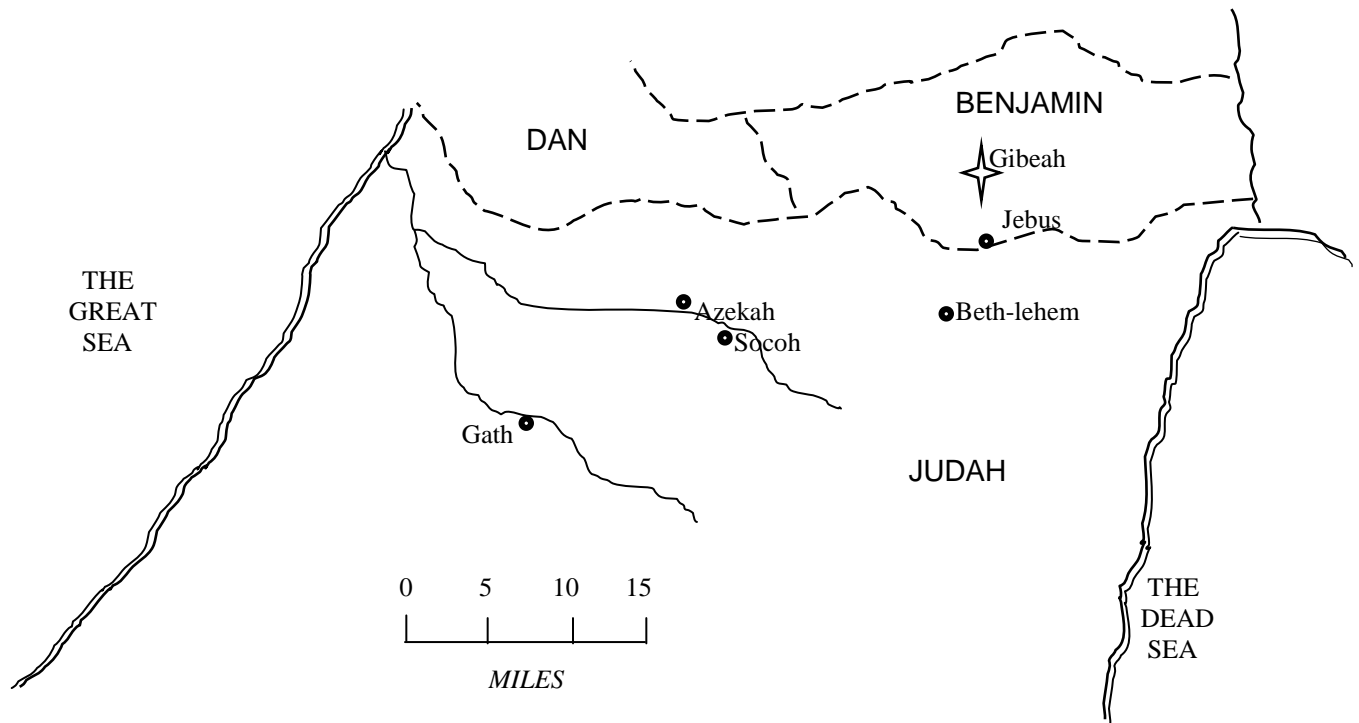 BENJAMIN
DAN
Gibeah
Jebus
THE
GREAT
SEA
Azekah
Beth-lehem
Socoh
Gath
JUDAH
0 5 10 15
MILES
THE
DEAD
SEA